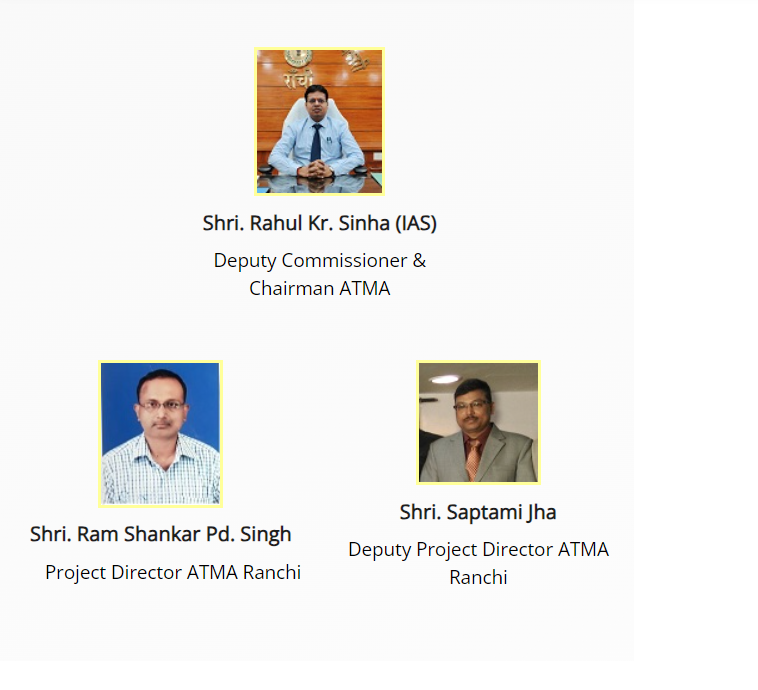 राँची
Shri. Rahul Kr. Sinha (IAS)
Deputy Commissioner &
Chairman ATMA
Shri. Ram Shankar Pd. Singh
Project Director ATMA Ranchi
Shri. Saptami Jha
Deputy Project Director ATMA
Ranchi